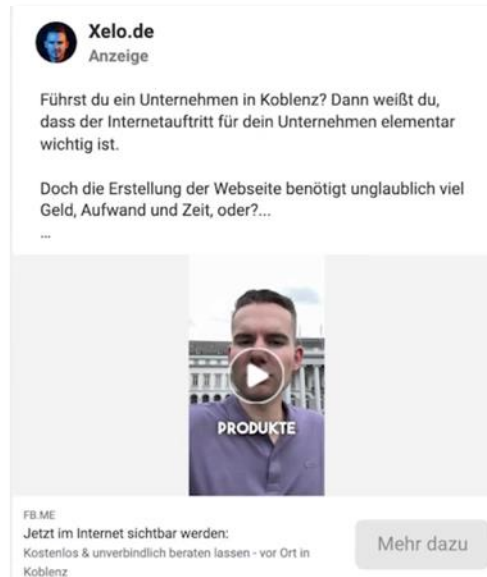 Xelo.de
Anzeige
Führst du ein Unternehmen in Koblenz? Dann weißt du,
dass der Internetauftritt für dein Unternehmen elementar
wichtig ist.
Doch die Erstellung der Webseite benötigt unglaublich viel
Geld, Aufwand und Zeit, oder?...
...
PRODUKTE
FB.ME
Jetzt im Internet sichtbar werden:
Kostenlos & unverbindlich beraten lassen - vor Ort in
Koblenz
Mehr dazu